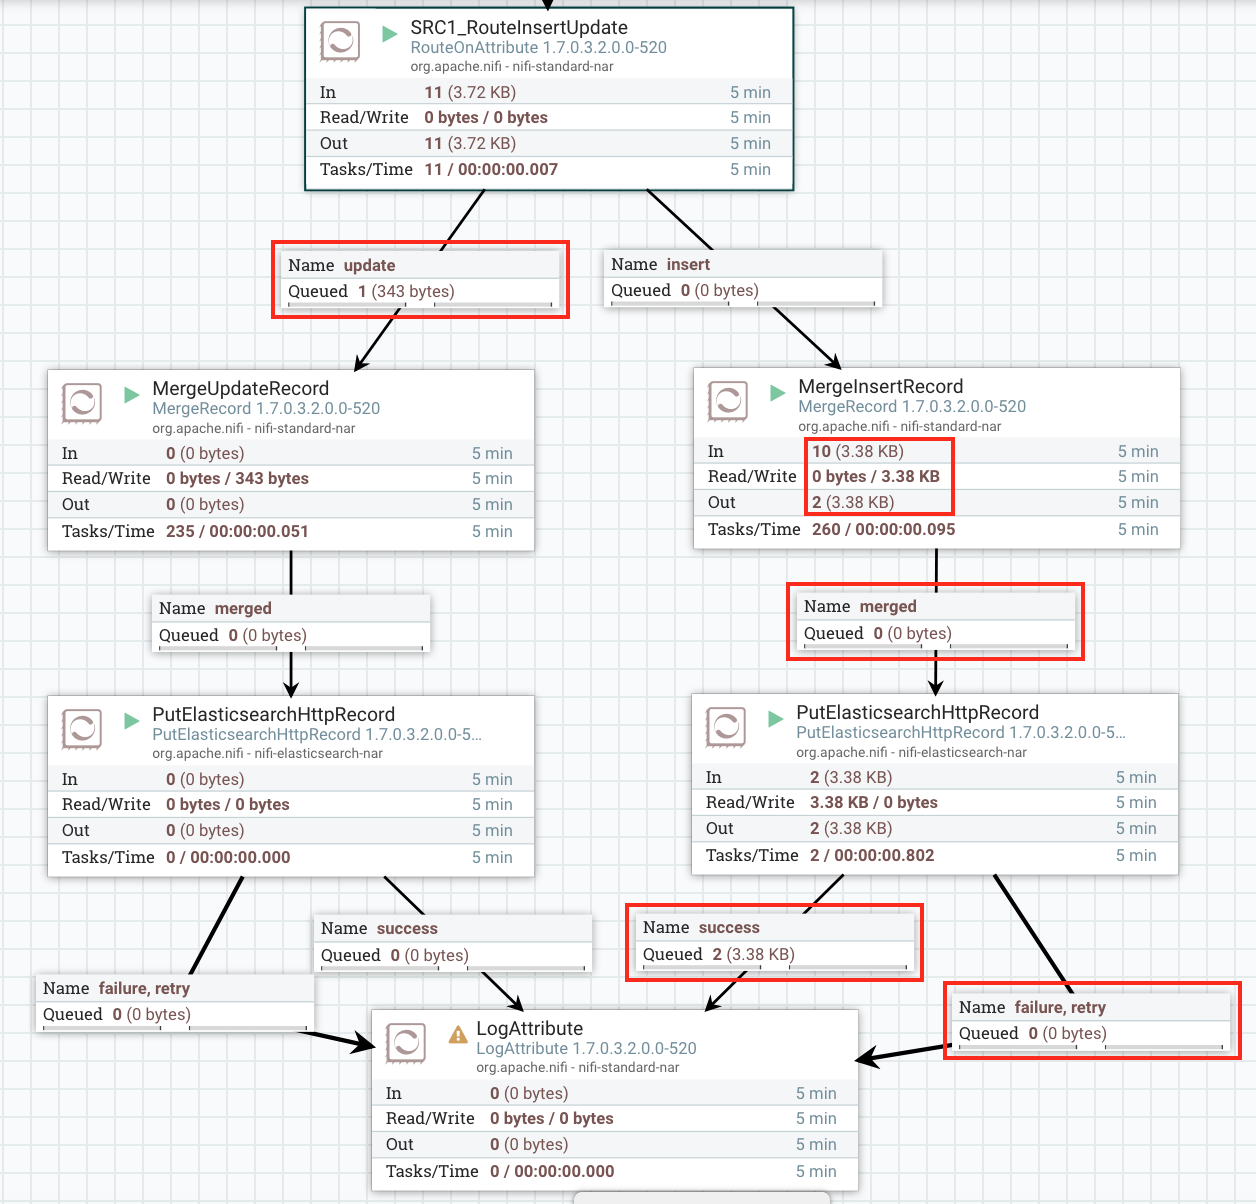 SRC1_RouteInsertUpdate
RouteOnAttribute 1.7.0.3.2.0.0-520
org.apache.nifi - nifi-standard-nar
In 11 (3.72 KB) 5 min
Read/Write 0 bytes / 0 bytes 5 min
Out 11 (3.72 KB) 5 min
Tasks/Time 11 / 00:00:00.007 5 min
Name update
Queued 1 (343 bytes)
Name insert
Queued 0 (0 bytes)
MergeUpdateRecord
MergeRecord 1.7.0.3.2.0.0-520
org.apache.nifi - nifi-standard-nar
In 0 (0 bytes) 5 min
Read/Write 0 bytes / 343 bytes 5 min
Out 0 (0 bytes) 5 min
Tasks/Time 235 / 00:00:00.051 5 min
MergeInsertRecord
MergeRecord 1.7.0.3.2.0.0-520
org.apache.nifi - nifi-standard-nar
In 10 (3.38 KB) 5 min
Read/Write 0 bytes / 3.38 KB 5 min
Out 2 (3.38 KB) 5 min
Tasks/Time 260 / 00:00:00.095 5 min
Name merged
Queued 0 (0 bytes)
Name merged
Queued 0 (0 bytes)
PutElasticsearchHttpRecord
PutElasticsearchHttpRecord 1.7.0.3.2.0.0-5...
org.apache.nifi - nifi-elasticsearch-nar
In 0 (0 bytes) 5 min
Read/Write 0 bytes / 0 bytes 5 min
Out 0 (0 bytes) 5 min
Tasks/Time 0 / 00:00:00.000 5 min
PutElasticsearchHttpRecord
PutElasticsearchHttpRecord 1.7.0.3.2.0.0-5...
org.apache.nifi - nifi-elasticsearch-nar
In 2 (3.38 KB) 5 min
Read/Write 3.38 KB / 0 bytes 5 min
Out 2 (3.38 KB) 5 min
Tasks/Time 2 / 00:00:00.802 5 min
Name success
Queued 0 (0 bytes)
Name success
Queued 2 (3.38 KB)
Name failure, retry
Queued 0 (0 bytes)
Name failure, retry
Queued 0 (0 bytes)
LogAttribute
LogAttribute 1.7.0.3.2.0.0-520
org.apache.nifi - nifi-standard-nar
In 0 (0 bytes) 5 min
Read/Write 0 bytes / 0 bytes 5 min
Out 0 (0 bytes) 5 min
Tasks/Time 0 / 00:00:00.000 5 min